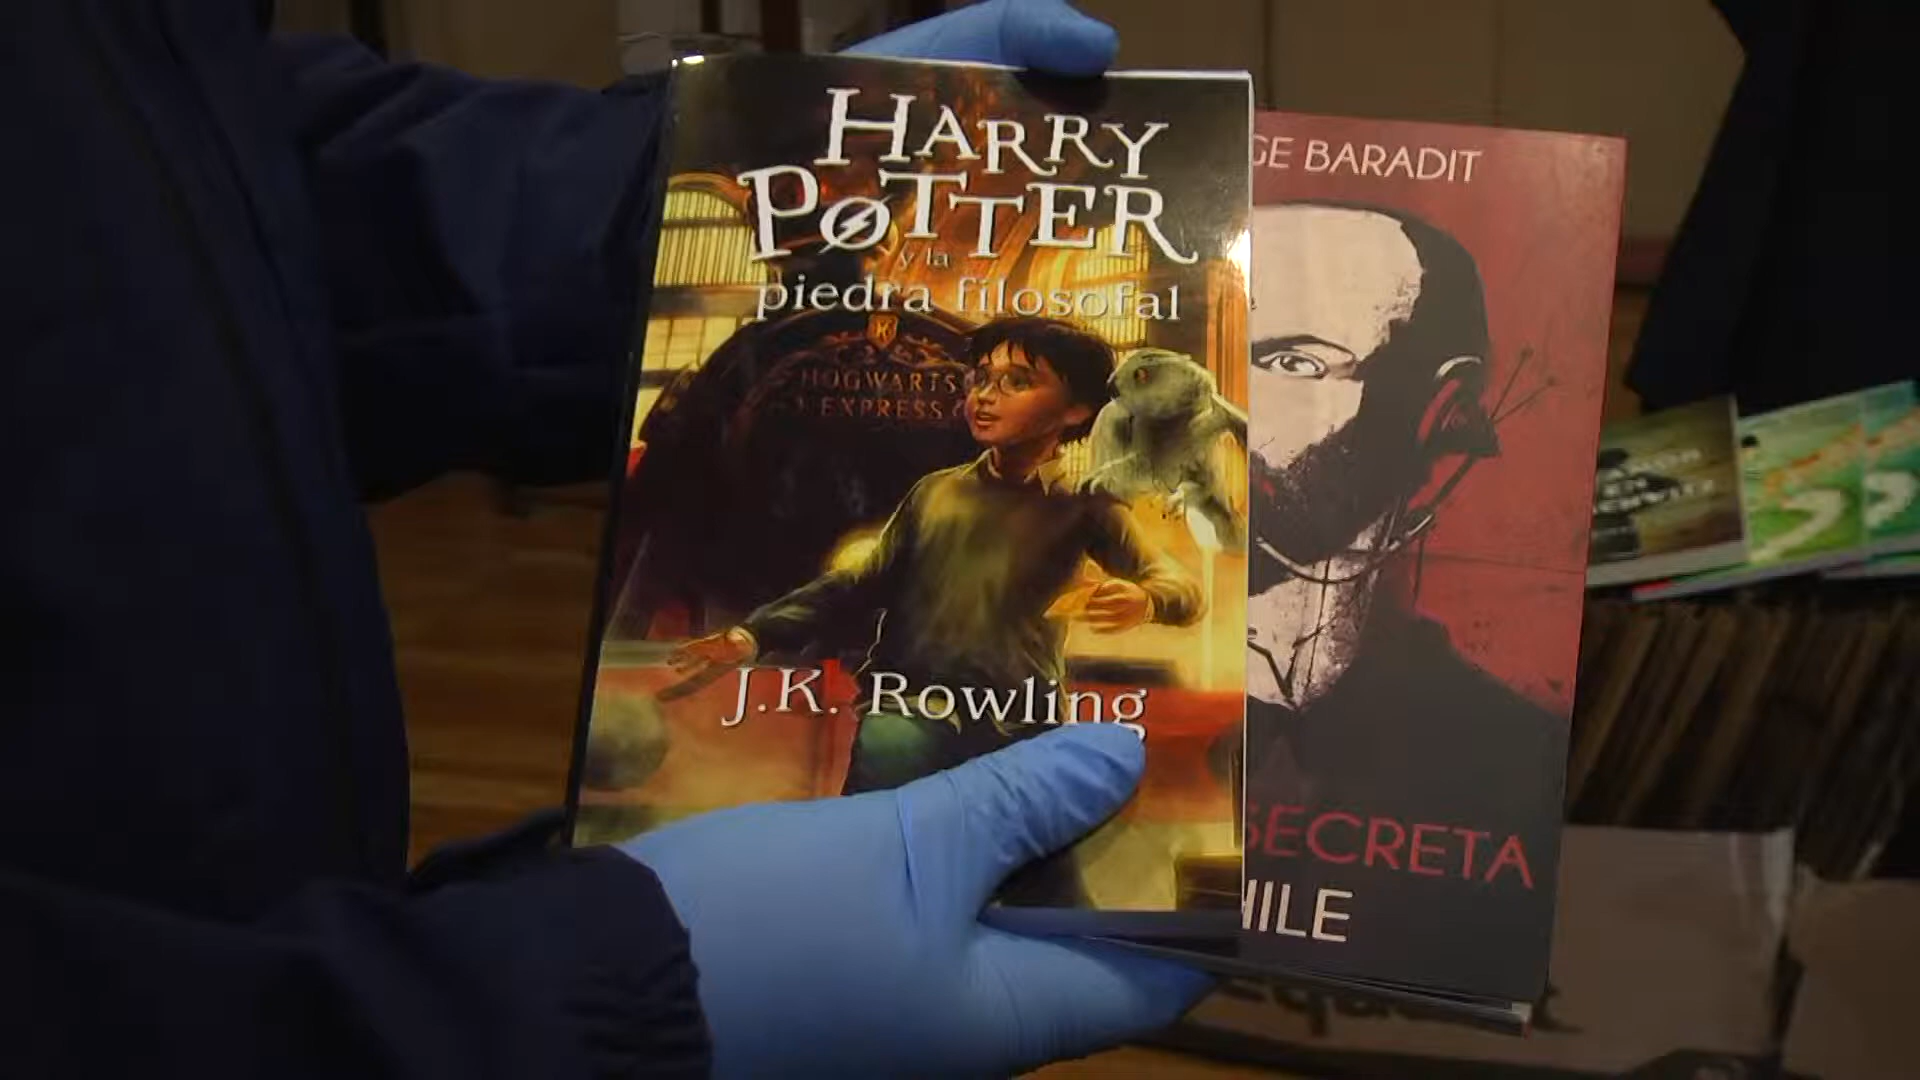 HARRY
POTTER
y la
piedra filosofal
HOGWARTS
EXPRESS
J.K. Rowling
GE BARADIT
SECRETA
HILE